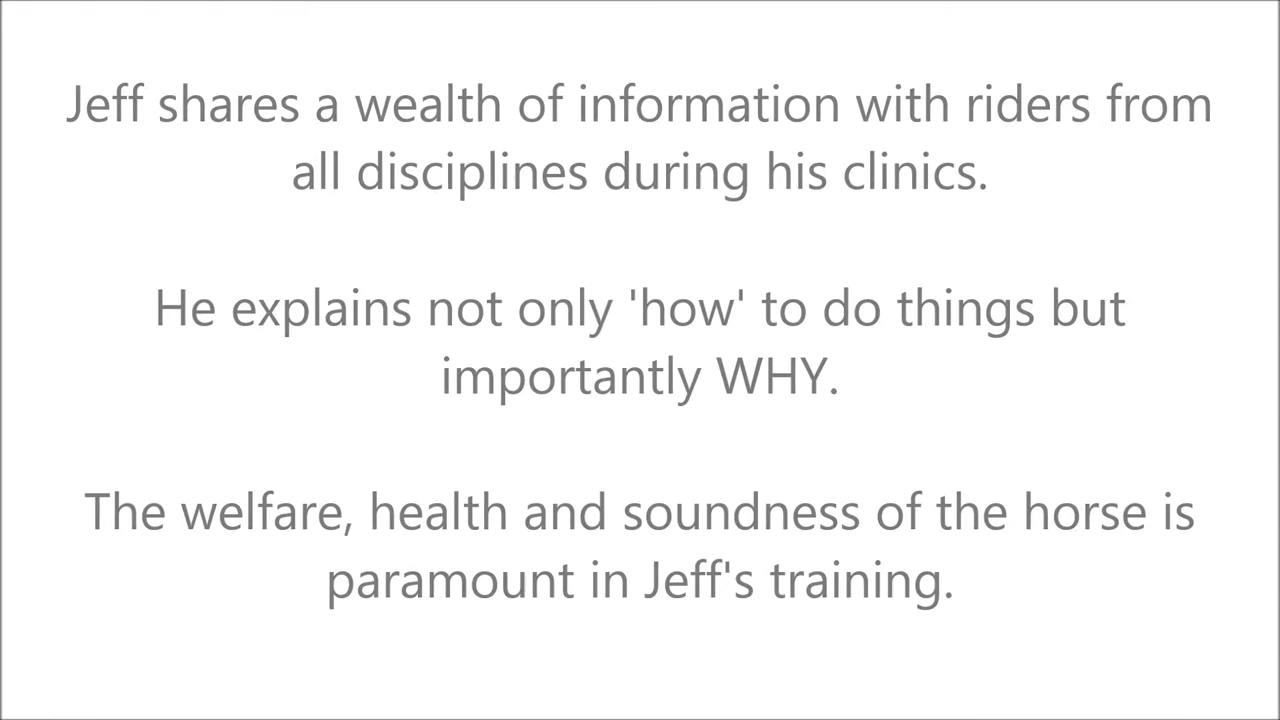 Jeff shares a wealth of information with riders from
all disciplines during his clinics.
He explains not only 'how' to do things but
importantly WHY.
The welfare, health and soundness of the horse is
paramount in Jeff's training.